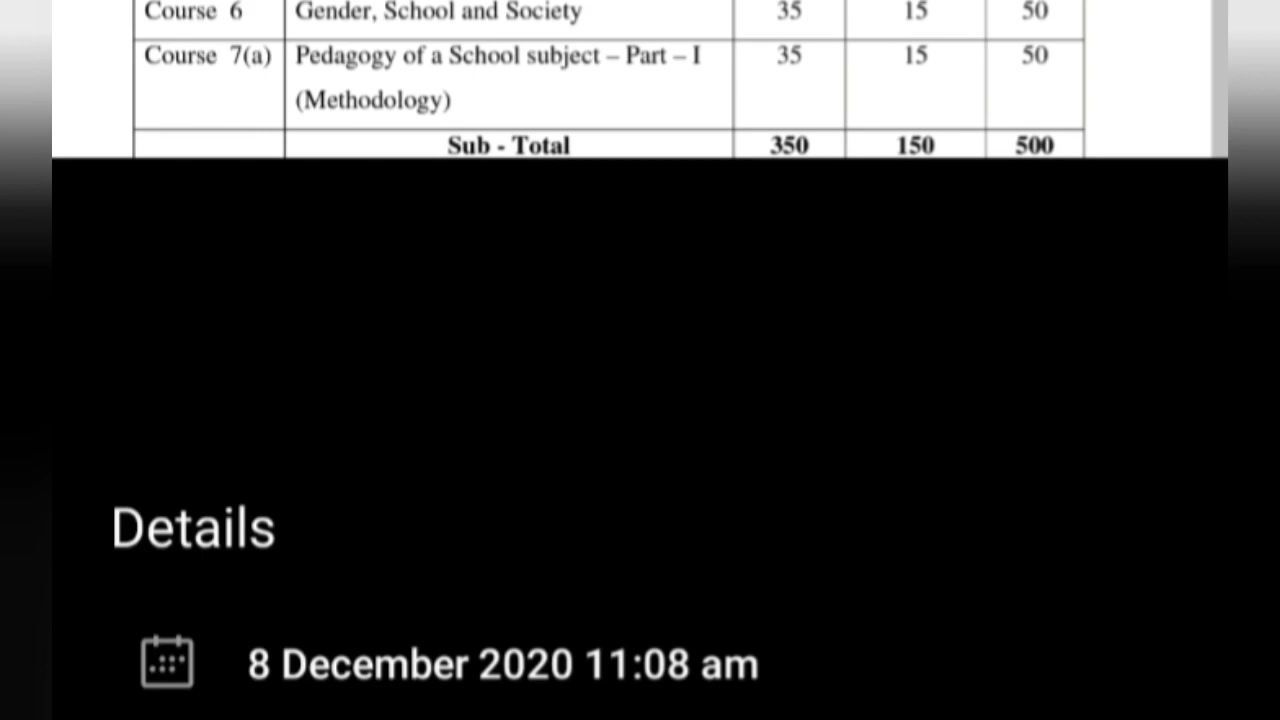 Course 6 Gender, School and Society 35 15 50
Course 7(a) Pedagogy of a School subject – Part – I 35 15 50
(Methodology)
Sub - Total 350 150 500
Details
8 December 2020 11:08 am